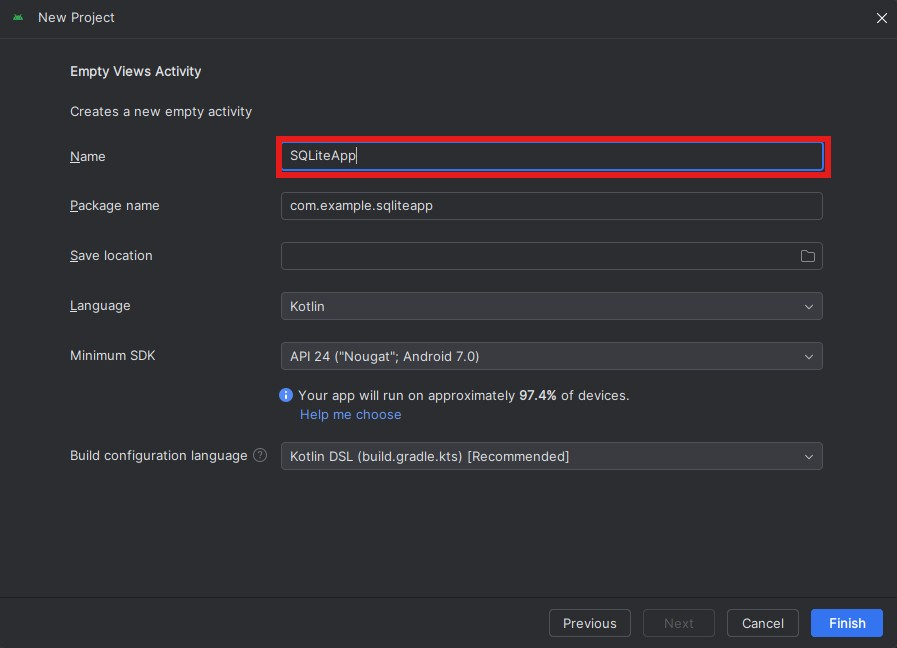 New Project
Empty Views Activity
Creates a new empty activity
Name SQLiteApp
Package name com.example.sqliteapp
Save location
Language Kotlin
Minimum SDK API 24 ("Nougat"; Android 7.0)
Your app will run on approximately 97.4% of devices.
Help me choose
Build configuration language ? Kotlin DSL (build.gradle.kts) [Recommended]
Previous Next Cancel Finish